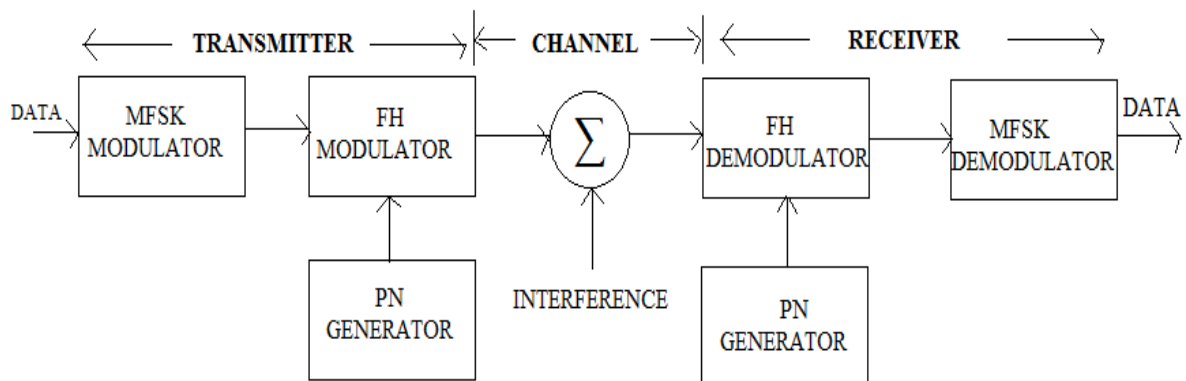 TRANSMITTER
CHANNEL
RECEIVER
DATA
MFSK
MODULATOR
FH
MODULATOR
∑
FH
DEMODULATOR
MFSK
DEMODULATOR
DATA
PN
GENERATOR
INTERFERENCE
PN
GENERATOR